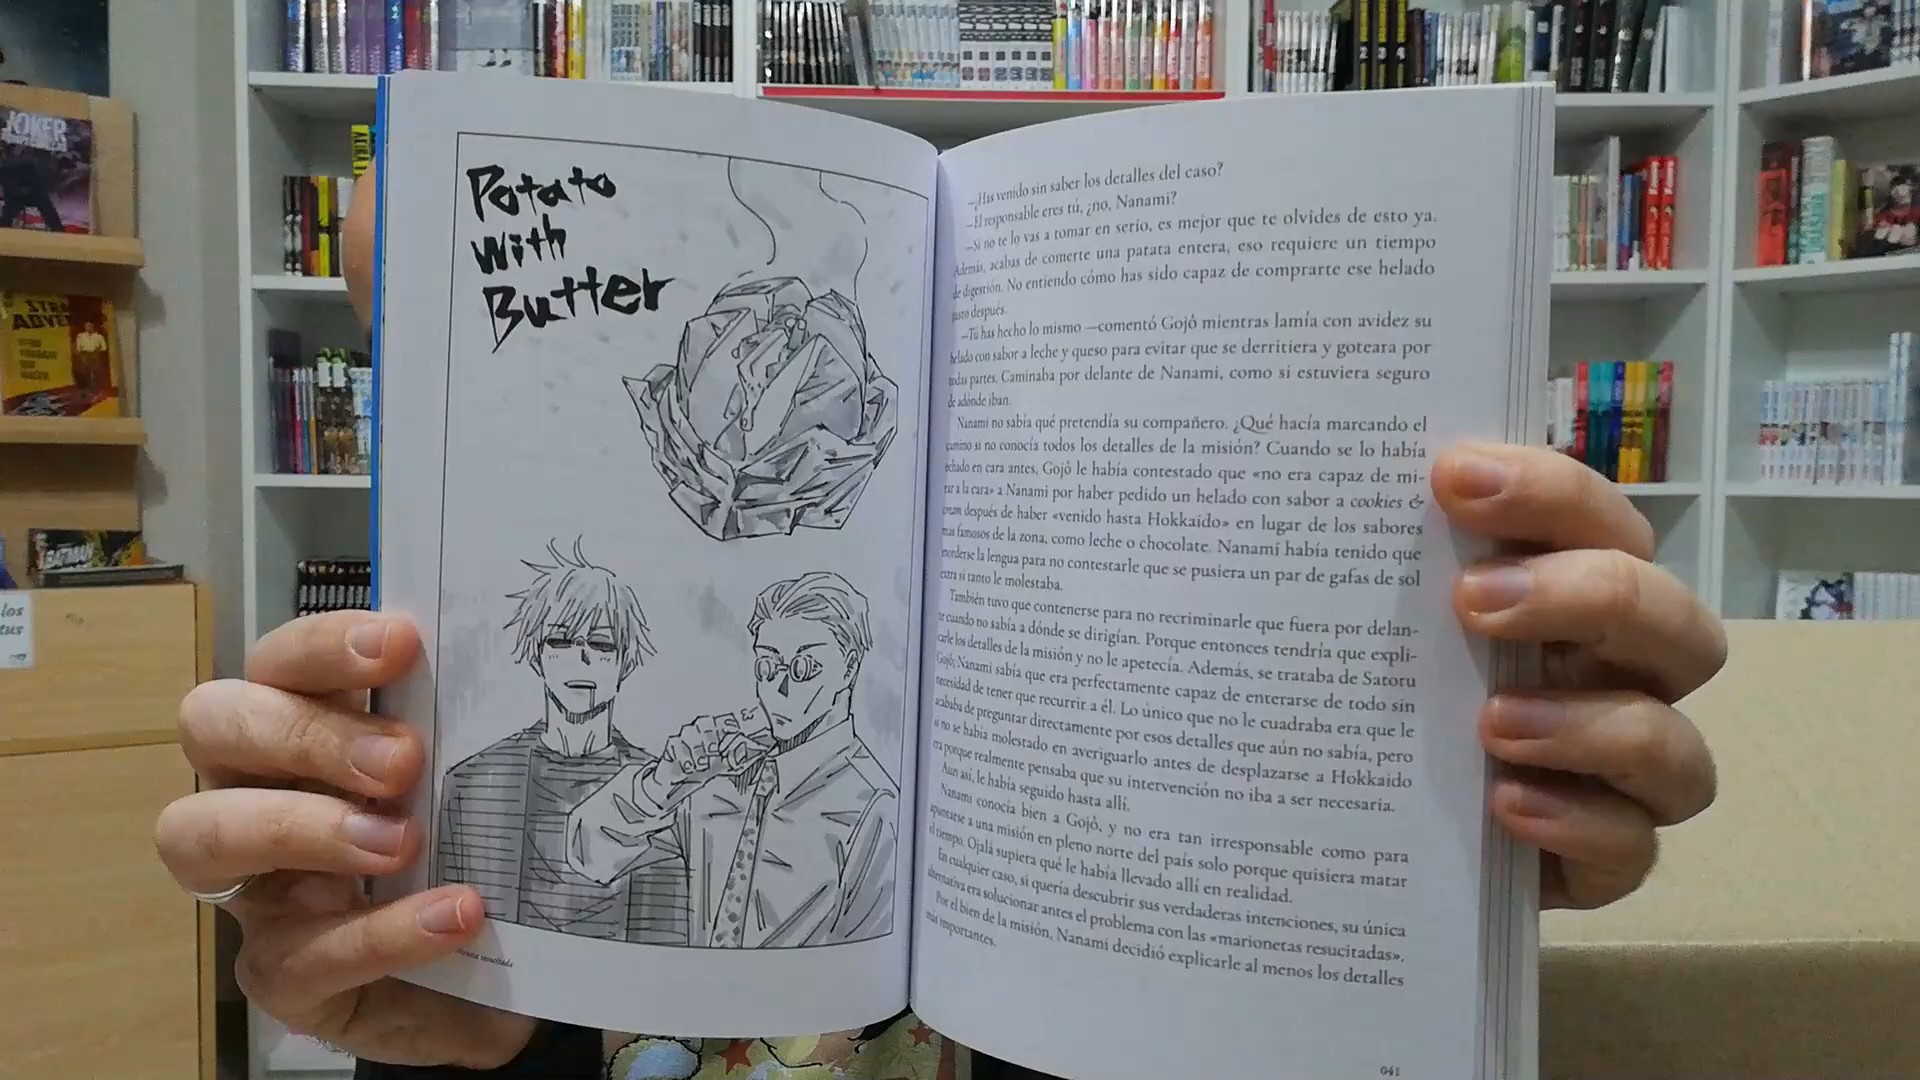 Potato
With
Butter
—¿Has venido sin saber los detalles del caso?
—El responsable eres tú, ¿no, Nanami?
—Si no te lo vas a tomar en serio, es mejor que te olvides de esto ya.
Además, acabas de comerte una patata entera, eso requiere un tiempo
de digestión. No entiendo cómo has sido capaz de comprarte ese helado
justo después.
—Tú has hecho lo mismo —comentó Gojô mientras lamía con avidez su
helado con sabor a leche y queso para evitar que se derritiera y goteara por
todas partes. Caminaba por delante de Nanami, como si estuviera seguro
de adónde iban.
Nanami no sabía qué pretendía su compañero. ¿Qué hacía marcando el
camino si no conocía todos los detalles de la misión? Cuando se lo había
echado en cara antes, Gojô le había contestado que «no era capaz de mi-
rar a la cara» a Nanami por haber pedido un helado con sabor a cookies &
cream después de haber «venido hasta Hokkaido» en lugar de los sabores
más famosos de la zona, como leche o chocolate. Nanami había tenido que
morderse la lengua para no contestarle que se pusiera un par de gafas de sol
extra si tanto le molestaba.
También tuvo que contenerse para no recriminarle que fuera por delan-
te cuando no sabía a dónde se dirigían. Porque entonces tendría que expli-
carle los detalles de la misión y no le apetecía. Además, se trataba de Satoru
Gojô; Nanami sabía que era perfectamente capaz de enterarse de todo sin
necesidad de tener que recurrir a él. Lo único que no le cuadraba era que le
acababa de preguntar directamente por esos detalles que aún no sabía, pero
si no se había molestado en averiguarlo antes de desplazarse a Hokkaido
era porque realmente pensaba que su intervención no iba a ser necesaria.
Aun así, le había seguido hasta allí.
Nanami conocía bien a Gojô, y no era tan irresponsable como para
apuntarse a una misión en pleno norte del país solo porque quisiera matar
el tiempo. Ojalá supiera qué le había llevado allí en realidad.
En cualquier caso, si quería descubrir sus verdaderas intenciones, su única
alternativa era solucionar antes el problema con las «marionetas resucitadas».
Por el bien de la misión, Nanami decidió explicarle al menos los detalles
más importantes.
041
resucitada
JOKER
BATMAN
los